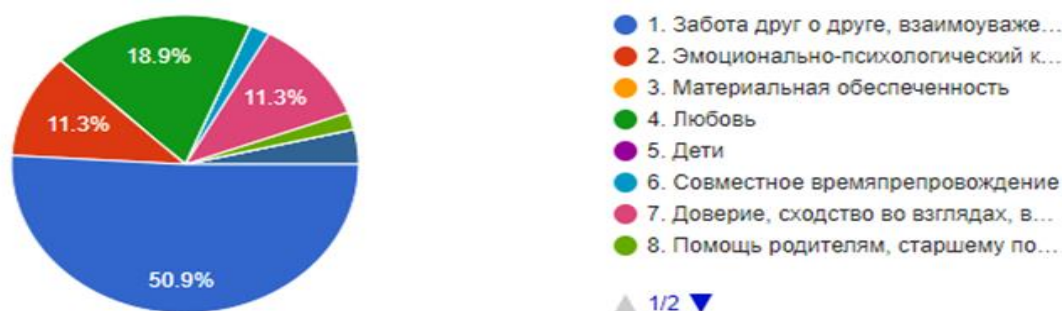 18.9%
11.3%
11.3%
50.9%
1. Забота друг о друге, взаимоуваже...
2. Эмоционально-психологический к...
3. Материальная обеспеченность
4. Любовь
5. Дети
6. Совместное времяпрепровождение
7. Доверие, сходство во взглядах, в...
8. Помощь родителям, старшему по...
1/2